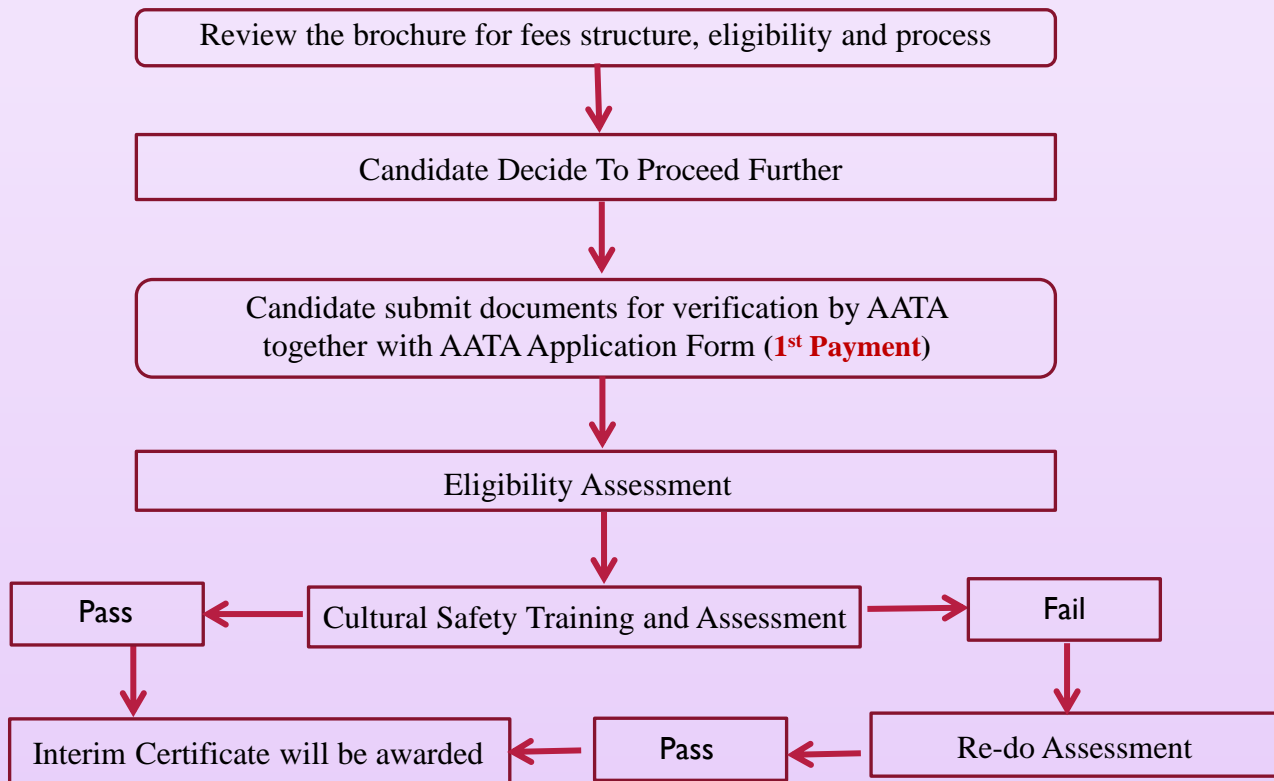 Review the brochure for fees structure, eligibility and process
Candidate Decide To Proceed Further
Candidate submit documents for verification by AATA
together with AATA Application Form (1st Payment)
Eligibility Assessment
Pass
Cultural Safety Training and Assessment
Fail
Interim Certificate will be awarded
Pass
Re-do Assessment